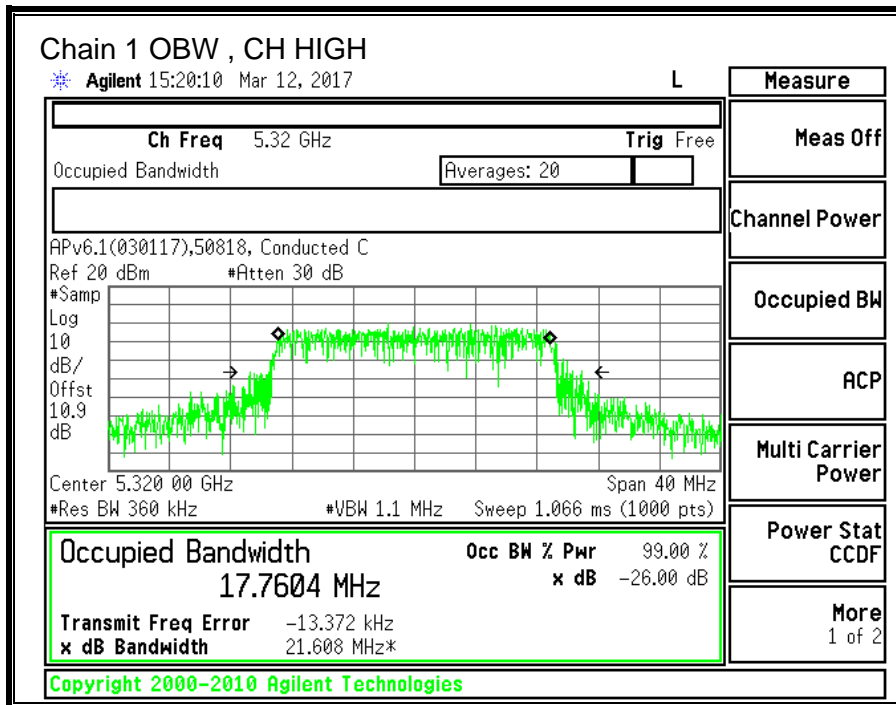 Chain 1 OBW , CH HIGH
Agilent 15:20:10 Mar 12, 2017 L
Measure
Ch Freq 5.32 GHz Trig Free
Occupied Bandwidth Averages: 20
APv6.1(030117),50818, Conducted C
Ref 20 dBm #Atten 30 dB
#Samp
Log
10
dB/
Offst
10.9
dB
Center 5.320 00 GHz Span 40 MHz
#Res BW 360 kHz #VBW 1.1 MHz Sweep 1.066 ms (1000 pts)
Occupied Bandwidth Occ BW % Pwr 99.00 %
17.7604 MHz x dB -26.00 dB
Transmit Freq Error -13.372 kHz
x dB Bandwidth 21.608 MHz*
Meas Off
Channel Power
Occupied BW
ACP
Multi Carrier
Power
Power Stat
CCDF
More
1 of 2
Copyright 2000-2010 Agilent Technologies